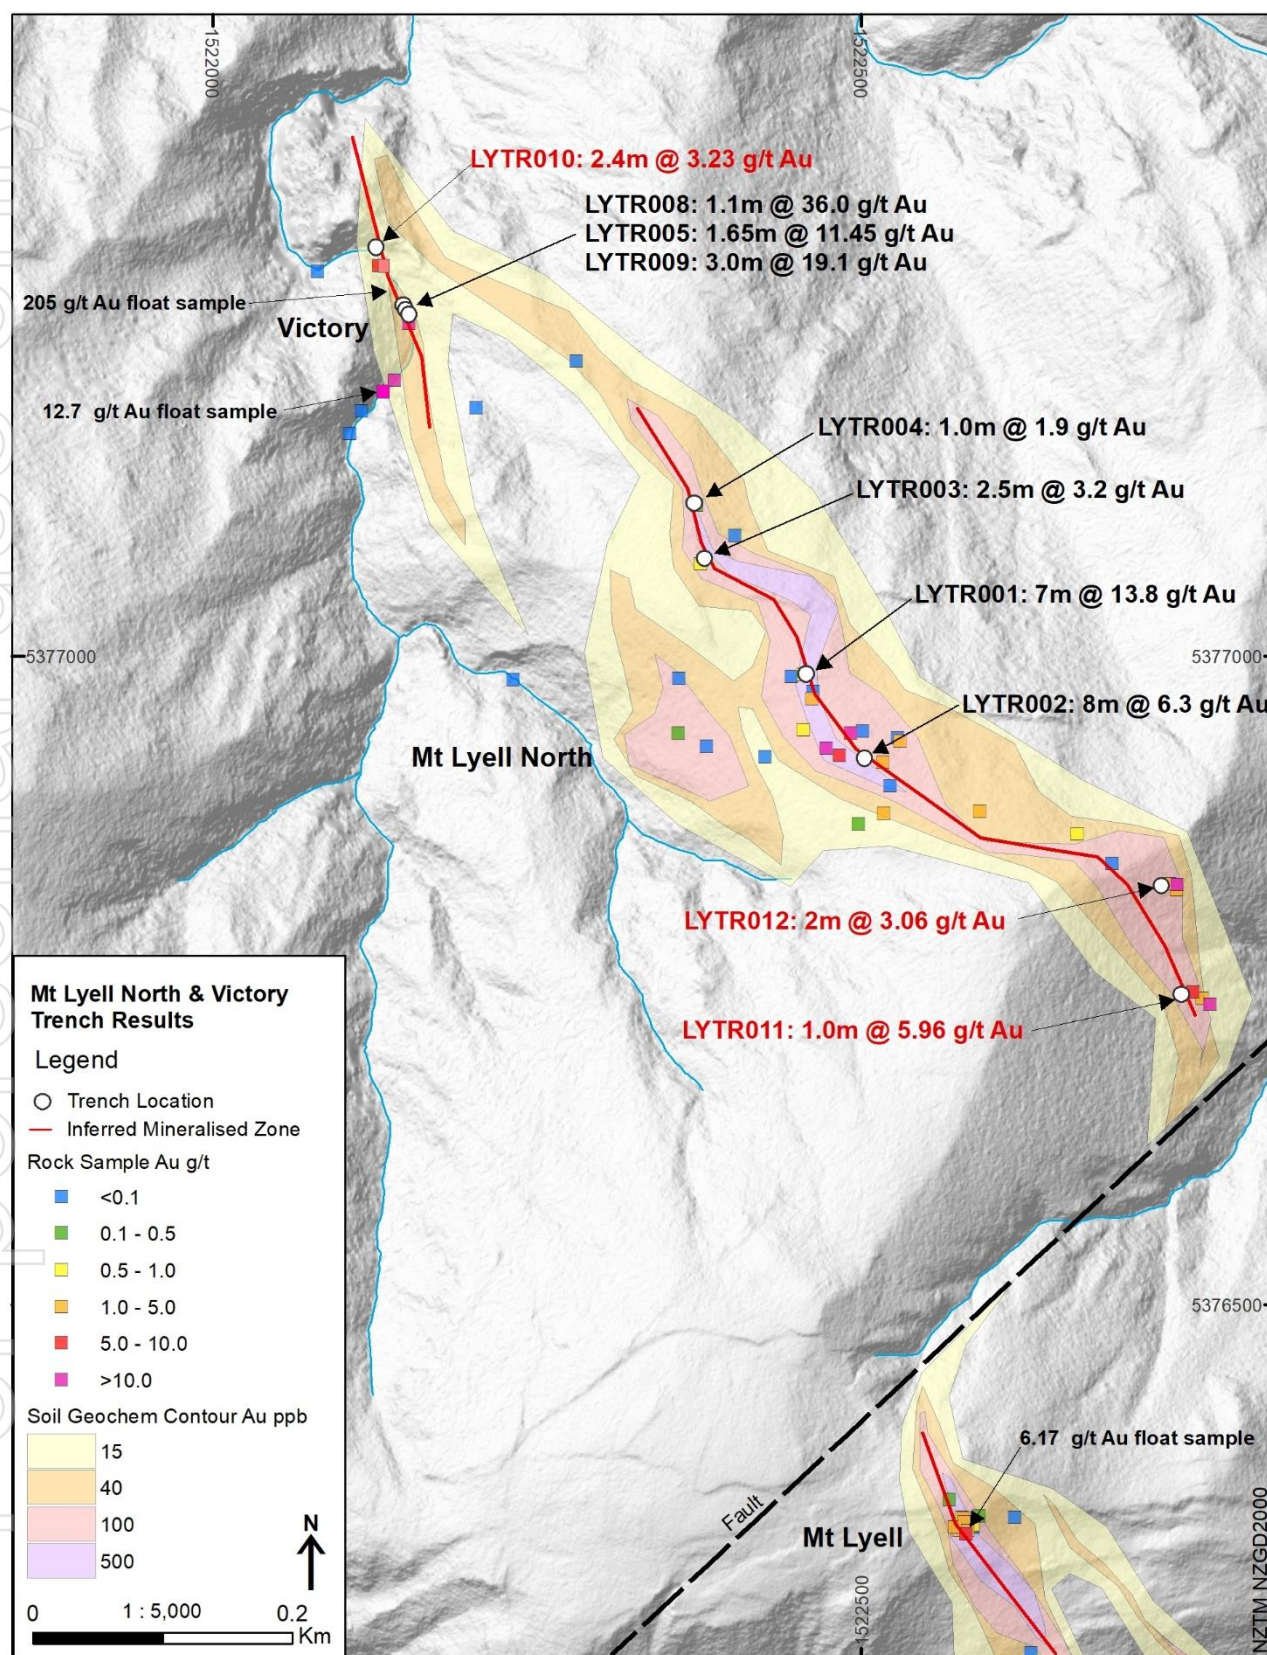 1522000
1522500
LYTR010: 2.4m @ 3.23 g/t Au
LYTR008: 1.1m @ 36.0 g/t Au
LYTR005: 1.65m @ 11.45 g/t Au
LYTR009: 3.0m @ 19.1 g/t Au
205 g/t Au float sample
Victory
12.7 g/t Au float sample
LYTR004: 1.0m @ 1.9 g/t Au
LYTR003: 2.5m @ 3.2 g/t Au
LYTR001: 7m @ 13.8 g/t Au
5377000
5377000
LYTR002: 8m @ 6.3 g/t Au
Mt Lyell North
LYTR012: 2m @ 3.06 g/t Au
LYTR011: 1.0m @ 5.96 g/t Au
5376500
6.17 g/t Au float sample
Fault
Mt Lyell
1522500
NZTM NZGD2000
Mt Lyell North & Victory
Trench Results
Legend
Trench Location
Inferred Mineralised Zone
Rock Sample Au g/t
<0.1
0.1 - 0.5
0.5 - 1.0
1.0 - 5.0
5.0 - 10.0
>10.0
Soil Geochem Contour Au ppb
15
40
100
500
N
0 1 : 5,000 0.2
Km